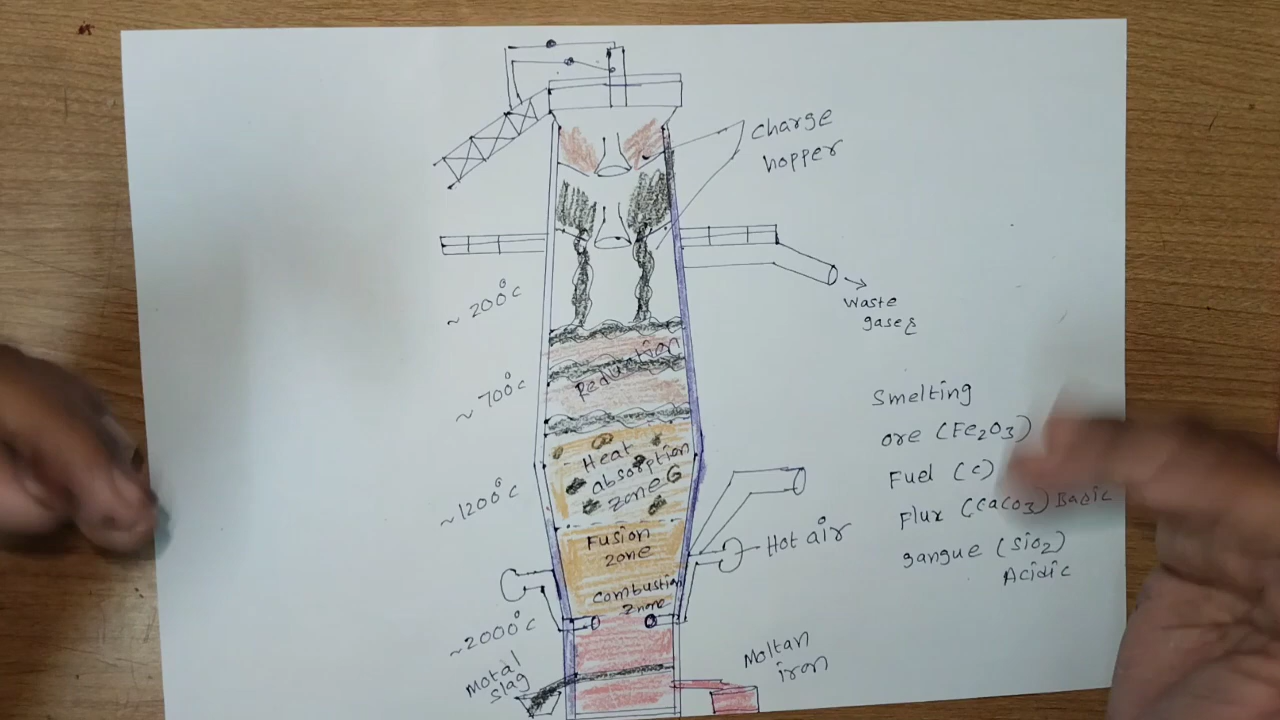 charge
hopper
~ 200°c
waste
gases
Reduction
~ 700°c
Smelting
ore (Fe2O3)
Heat
absorption
zone G
Fuel (c)
~1200°c
Flux (CaCO3) Basic
Fusion
zone
Hot air
gangue (SiO2)
Acidic
combustion
znone
~2000°c
Motal
slag
Moltan
iron